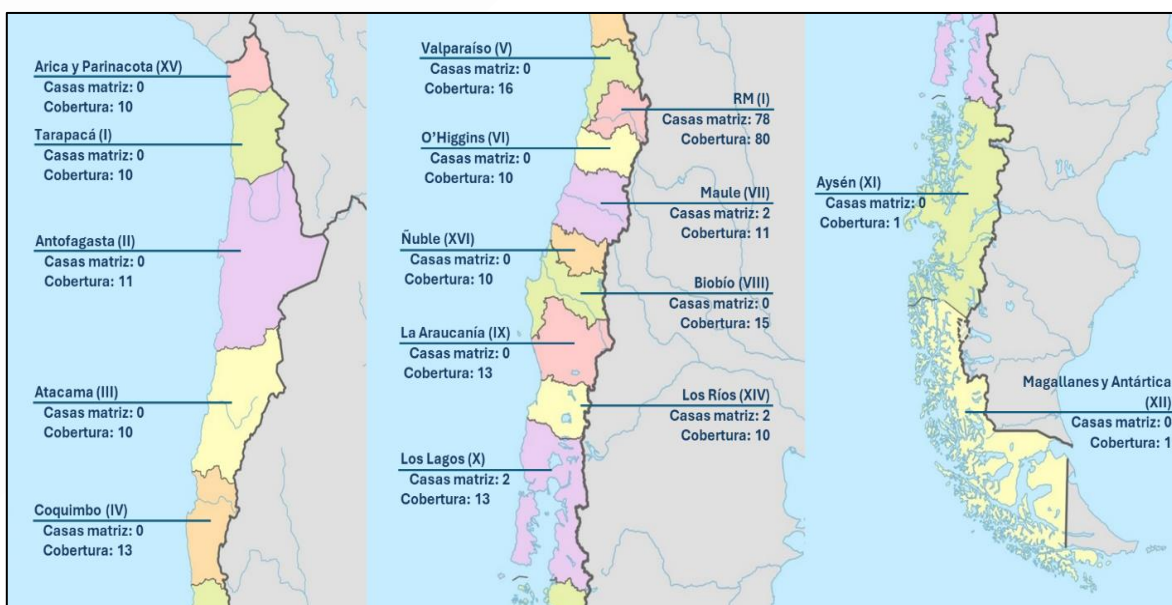 Arica y Parinacota (XV)
Casas matriz: 0
Cobertura: 10
Tarapacá (I)
Casas matriz: 0
Cobertura: 10
Antofagasta (II)
Casas matriz: 0
Cobertura: 11
Atacama (III)
Casas matriz: 0
Cobertura: 10
Coquimbo (IV)
Casas matriz: 0
Cobertura: 13
Valparaíso (V)
Casas matriz: 0
Cobertura: 16
RM (I)
Casas matriz: 78
Cobertura: 80
O’Higgins (VI)
Casas matriz: 0
Cobertura: 10
Maule (VII)
Casas matriz: 2
Cobertura: 11
Ñuble (XVI)
Casas matriz: 0
Cobertura: 10
Biobío (VIII)
Casas matriz: 0
Cobertura: 15
La Araucanía (IX)
Casas matriz: 0
Cobertura: 13
Los Ríos (XIV)
Casas matriz: 2
Cobertura: 10
Los Lagos (X)
Casas matriz: 2
Cobertura: 13
Aysén (XI)
Casas matriz: 0
Cobertura: 1
Magallanes y Antártica
(XII)
Casas matriz: 0
Cobertura: 1